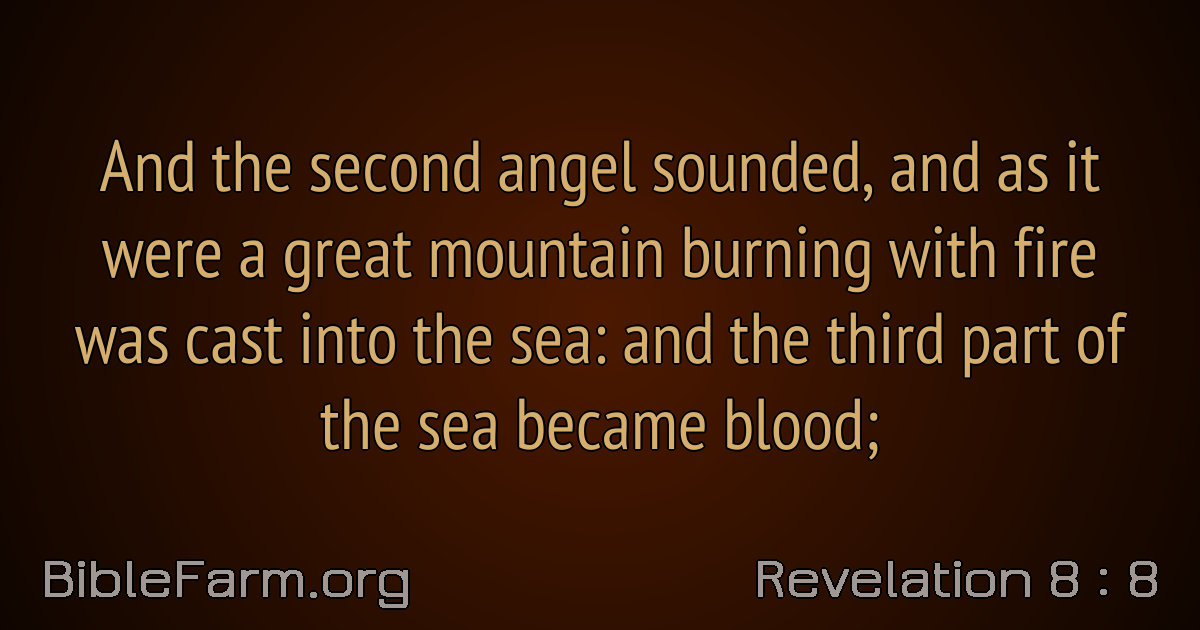 And the second angel sounded, and as it
were a great mountain burning with fire
was cast into the sea: and the third part of
the sea became blood;
BibleFarm.org
Revelation 8 : 8